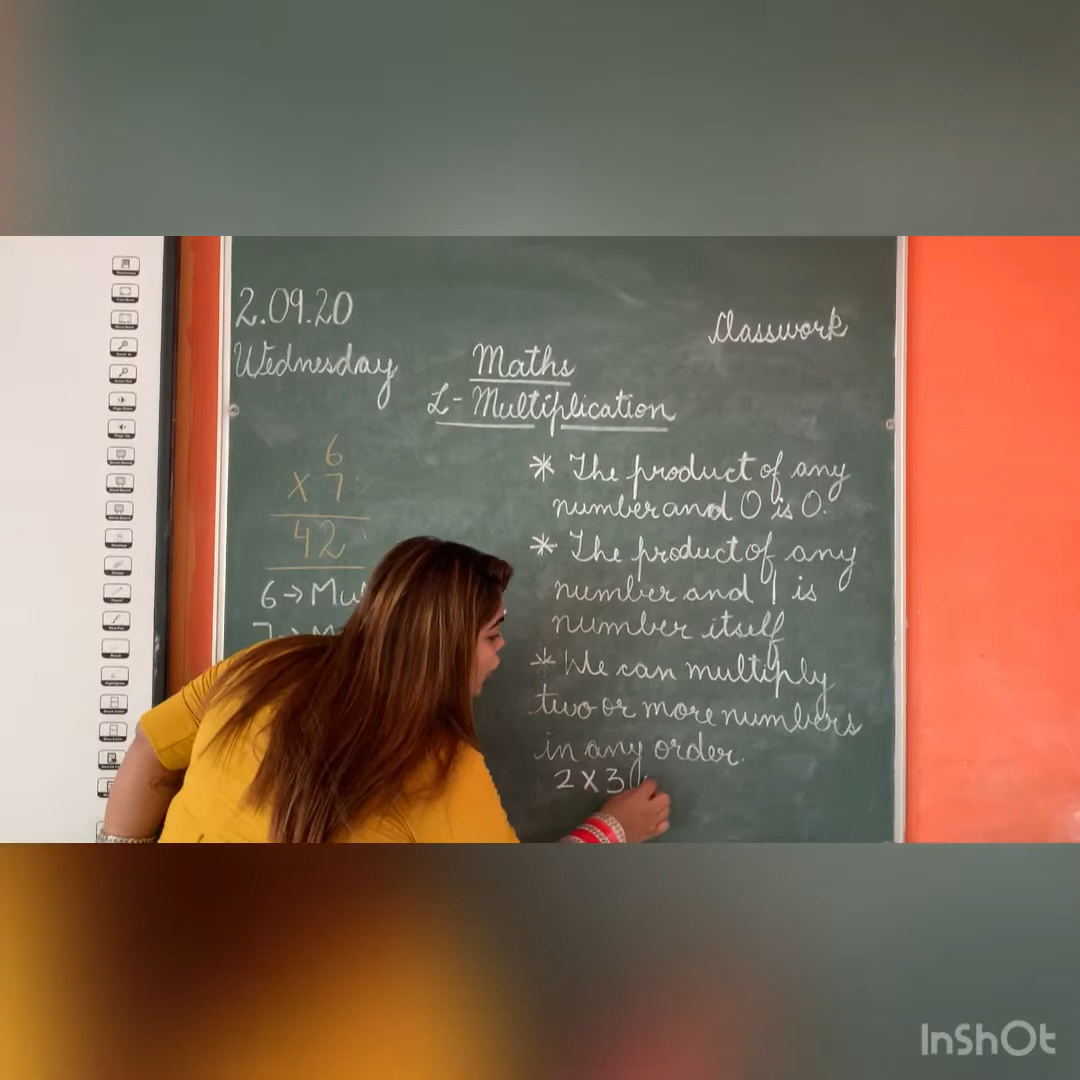 2.09.20
Classwork
Wednesday
Maths
L- Multiplication
6
x 7
42
6 → Mu
7 → M
* The product of any
number and 0 is 0.
* The product of any
number and 1 is
number itself
* We can multiply
two or more numbers
in any order.
2 x 3
InShOt